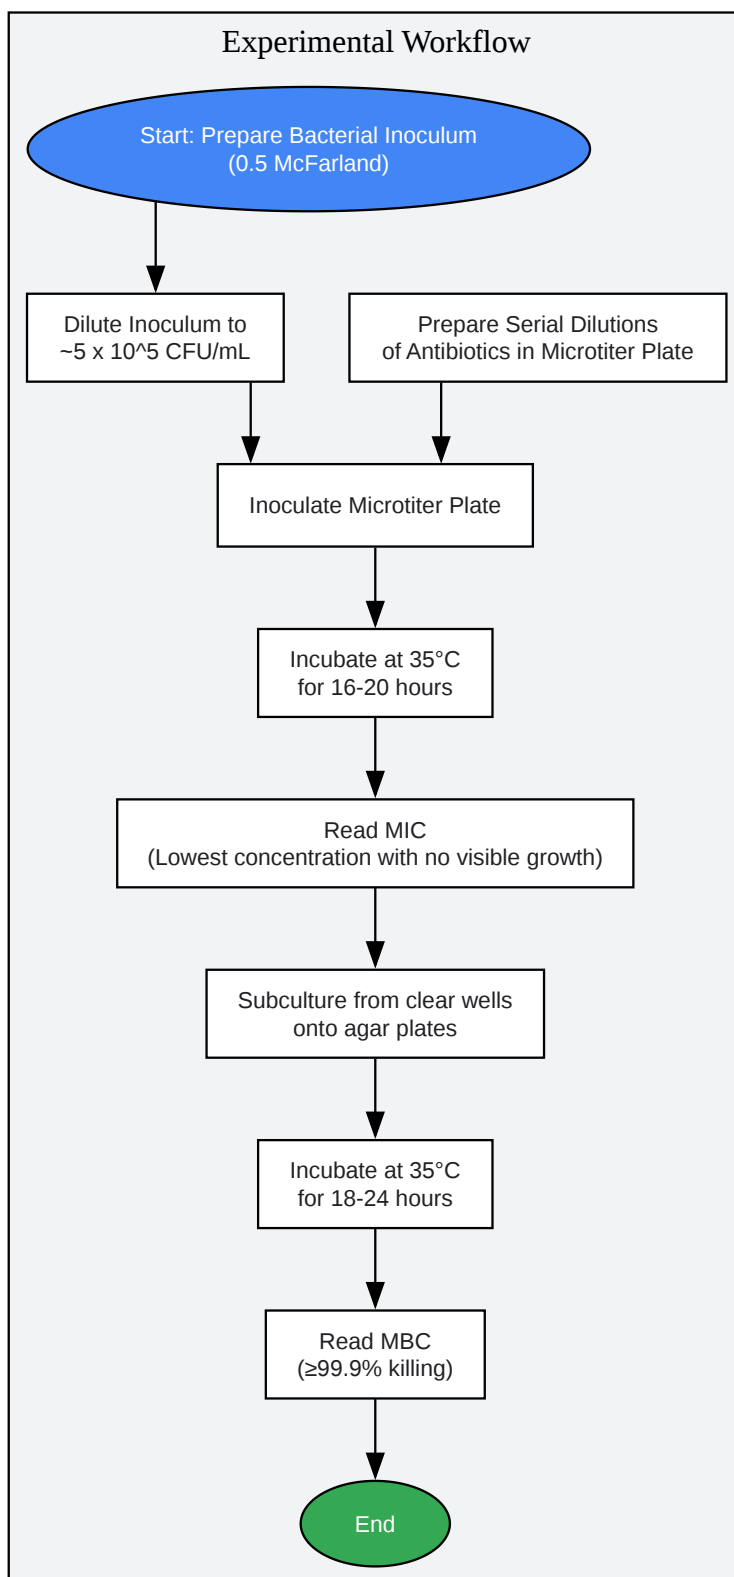 Experimental Workflow
Start: Prepare Bacterial Inoculum
(0.5 McFarland)
Dilute Inoculum to
~5 x 10^5 CFU/mL
Prepare Serial Dilutions
of Antibiotics in Microtiter Plate
Inoculate Microtiter Plate
Incubate at 35°C
for 16-20 hours
Read MIC
(Lowest concentration with no visible growth)
Subculture from clear wells
onto agar plates
Incubate at 35°C
for 18-24 hours
Read MBC
(≥99.9% killing)
End